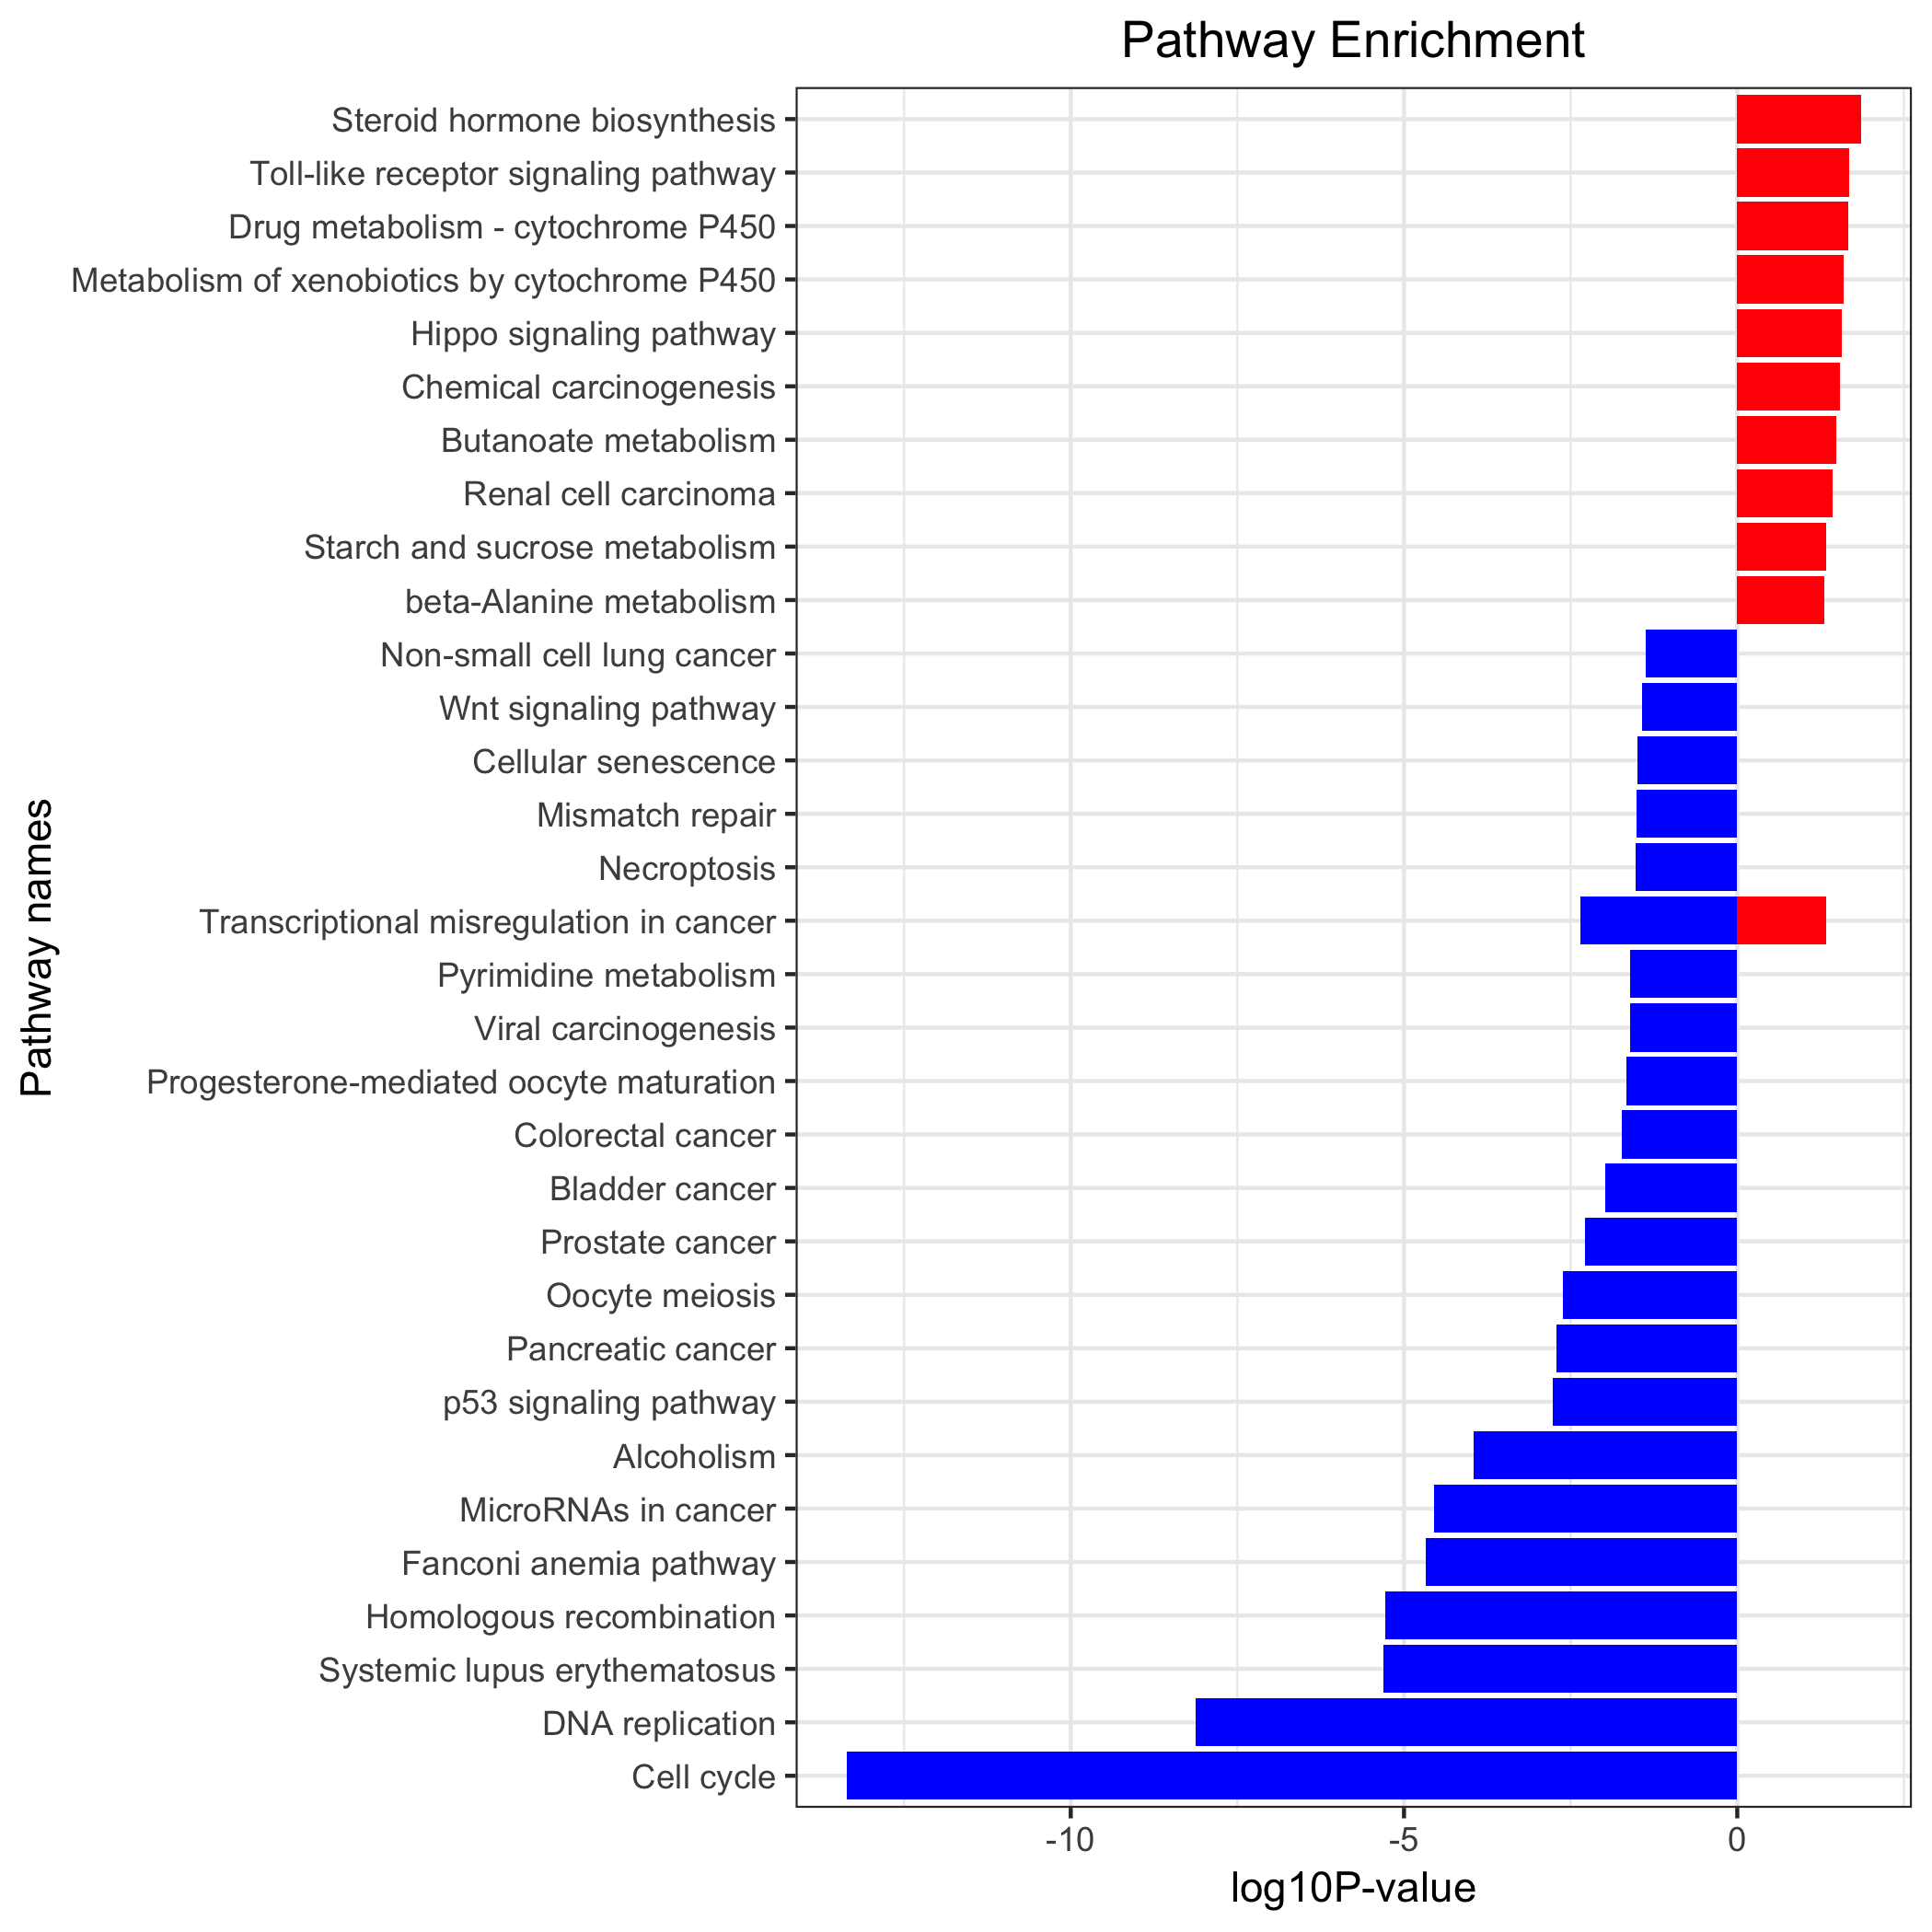 Pathway Enrichment
Steroid hormone biosynthesis
Toll-like receptor signaling pathway
Drug metabolism - cytochrome P450
Metabolism of xenobiotics by cytochrome P450
Hippo signaling pathway
Chemical carcinogenesis
Butanoate metabolism
Renal cell carcinoma
Starch and sucrose metabolism
beta-Alanine metabolism
Non-small cell lung cancer
Wnt signaling pathway
Cellular senescence
Mismatch repair
Necroptosis
Transcriptional misregulation in cancer
Pyrimidine metabolism
Viral carcinogenesis
Progesterone-mediated oocyte maturation
Colorectal cancer
Bladder cancer
Prostate cancer
Oocyte meiosis
Pancreatic cancer
p53 signaling pathway
Alcoholism
MicroRNAs in cancer
Fanconi anemia pathway
Homologous recombination
Systemic lupus erythematosus
DNA replication
Cell cycle
Pathway names
-10 -5 0
log10P-value